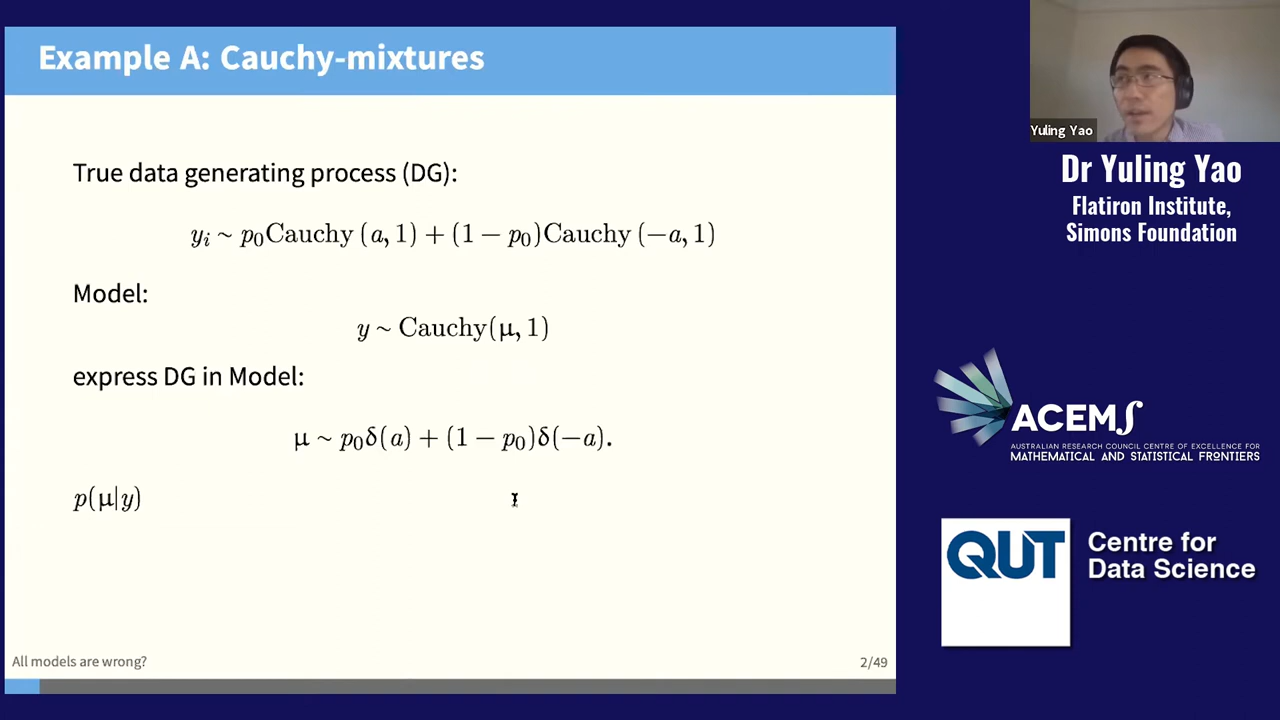 Example A: Cauchy-mixtures
True data generating process (DG):
yᵢ ~ p₀Cauchy (a, 1) + (1 − p₀)Cauchy (−a, 1)
Model:
y ~ Cauchy(μ, 1)
express DG in Model:
μ ~ p₀δ(a) + (1 − p₀)δ(−a).
p(μ|y)
All models are wrong?
2/49
Yuling Yao
Dr Yuling Yao
Flatiron Institute,
Simons Foundation
ACEMS
AUSTRALIAN RESEARCH COUNCIL CENTRE OF EXCELLENCE FOR
MATHEMATICAL AND STATISTICAL FRONTIERS
QUT
Centre for
Data Science